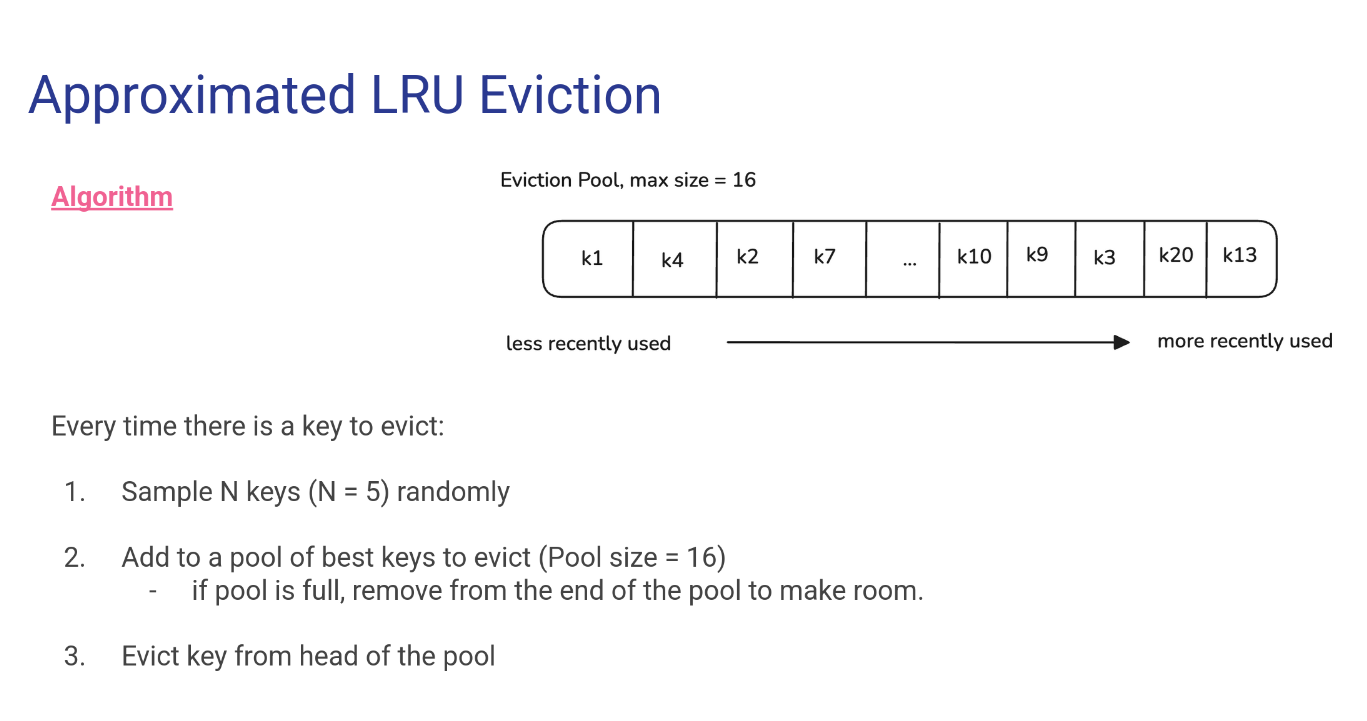 Approximated LRU Eviction
Algorithm
Eviction Pool, max size = 16
k1 k4 k2 k7 ... k10 k9 k3 k20 k13
less recently used more recently used
Every time there is a key to evict:
1. Sample N keys (N = 5) randomly
2. Add to a pool of best keys to evict (Pool size = 16)
- if pool is full, remove from the end of the pool to make room.
3. Evict key from head of the pool